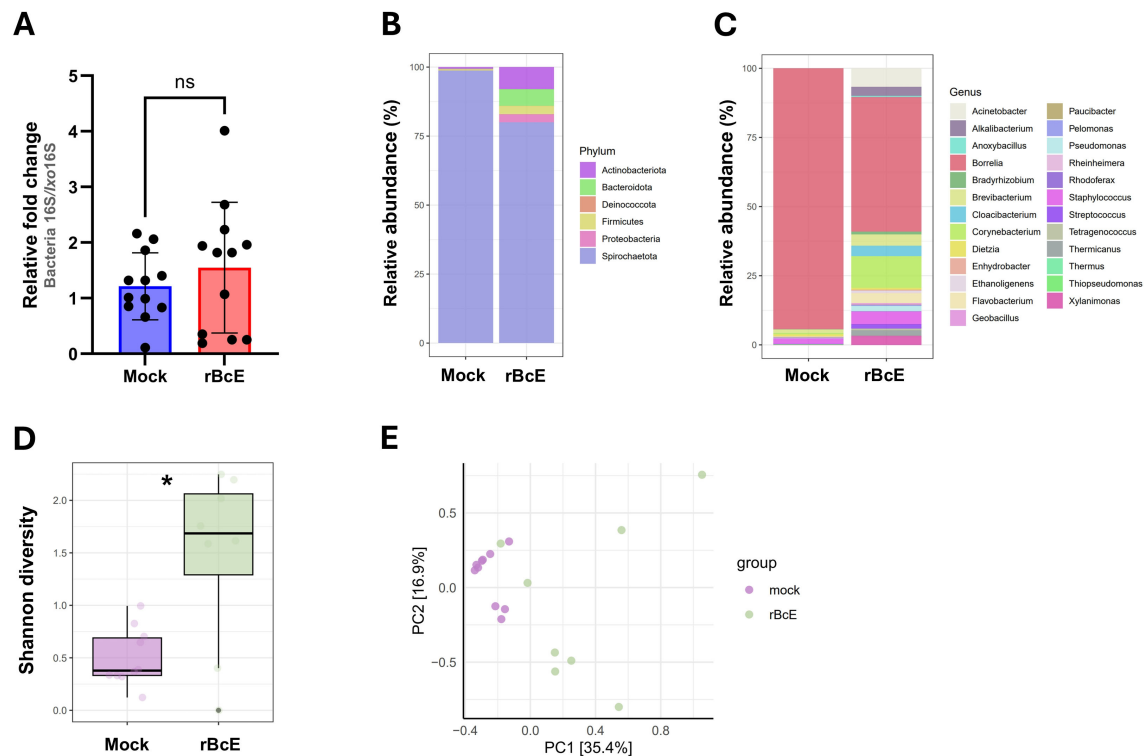 A
Relative fold change
Bacteria 16S/Ixo16S
5
4
3
2
1
0
ns
Mock
rBcE
B
Relative abundance (%)
100
75
50
25
0
Mock
rBcE
Phylum
Actinobacteriota
Bacteroidota
Deinococcota
Firmicutes
Proteobacteria
Spirochaetota
C
Relative abundance (%)
100
75
50
25
0
Mock
rBcE
Genus
Acinetobacter
Alkalibacterium
Anoxybacillus
Borrelia
Bradyrhizobium
Brevibacterium
Cloacibacterium
Corynebacterium
Dietzia
Enhydrobacter
Ethanoligenens
Flavobacterium
Geobacillus
Paucibacter
Pelomonas
Pseudomonas
Rheinheimera
Rhodoferax
Staphylococcus
Streptococcus
Tetragenococcus
Thermicanus
Thermus
Thiopseudomonas
Xylanimonas
D
Shannon diversity
2.0
1.5
1.0
0.5
0.0
*
Mock
rBcE
E
PC2 [16.9%]
0.5
0.0
−0.5
−0.4
0.0
0.4
0.8
PC1 [35.4%]
group
mock
rBcE